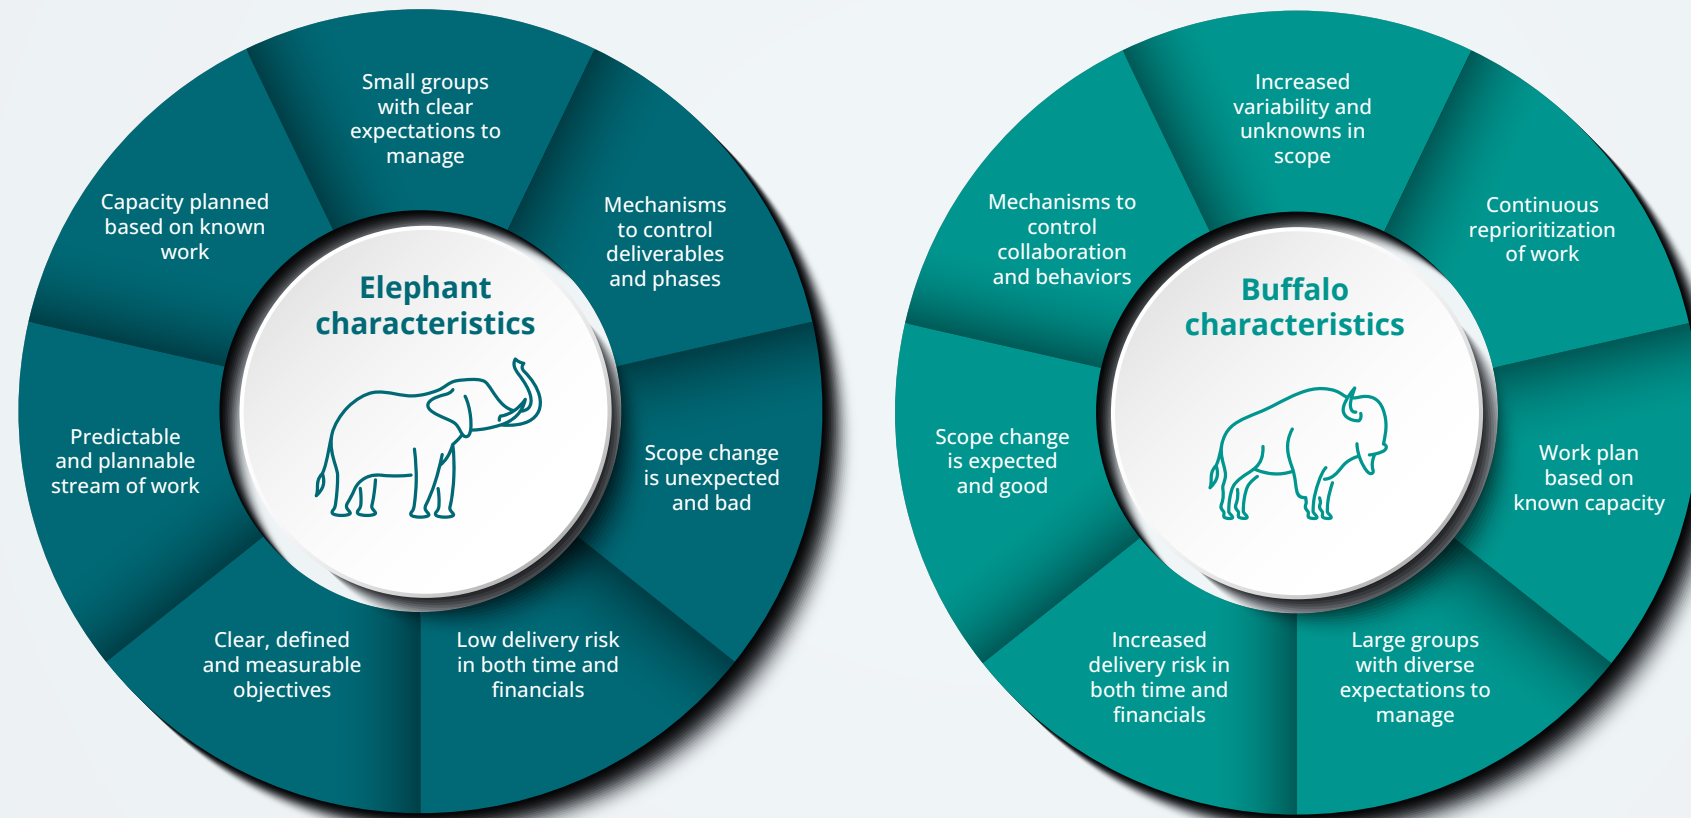 Elephant
characteristics
Small groups
with clear
expectations to
manage
Mechanisms
to control
deliverables
and phases
Scope change
is unexpected
and bad
Low delivery risk
in both time and
financials
Clear, defined
and measurable
objectives
Predictable
and plannable
stream of work
Capacity planned
based on known
work
Buffalo
characteristics
Increased
variability and
unknowns in
scope
Continuous
reprioritization
of work
Work plan
based on
known capacity
Large groups
with diverse
expectations to
manage
Increased
delivery risk in
both time and
financials
Scope change
is expected
and good
Mechanisms to
control
collaboration
and behaviors